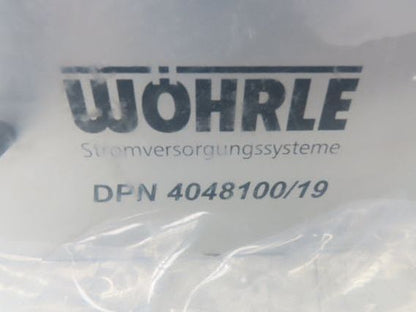 WÖHRLE
Stromversorgungssysteme
DPN 4048100/19